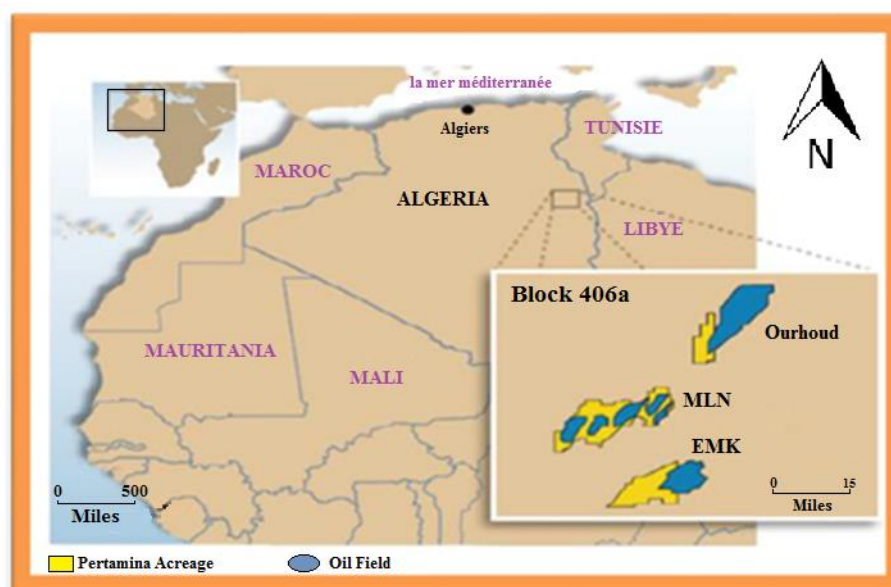 la mer méditerranée
Algiers
TUNISIE
MAROC
ALGERIA
LIBYE
Block 406a
Ourhoud
MAURITANIA
MALI
MLN
EMK
0 500
Miles
0 15
Miles
N
Pertamina Acreage
Oil Field